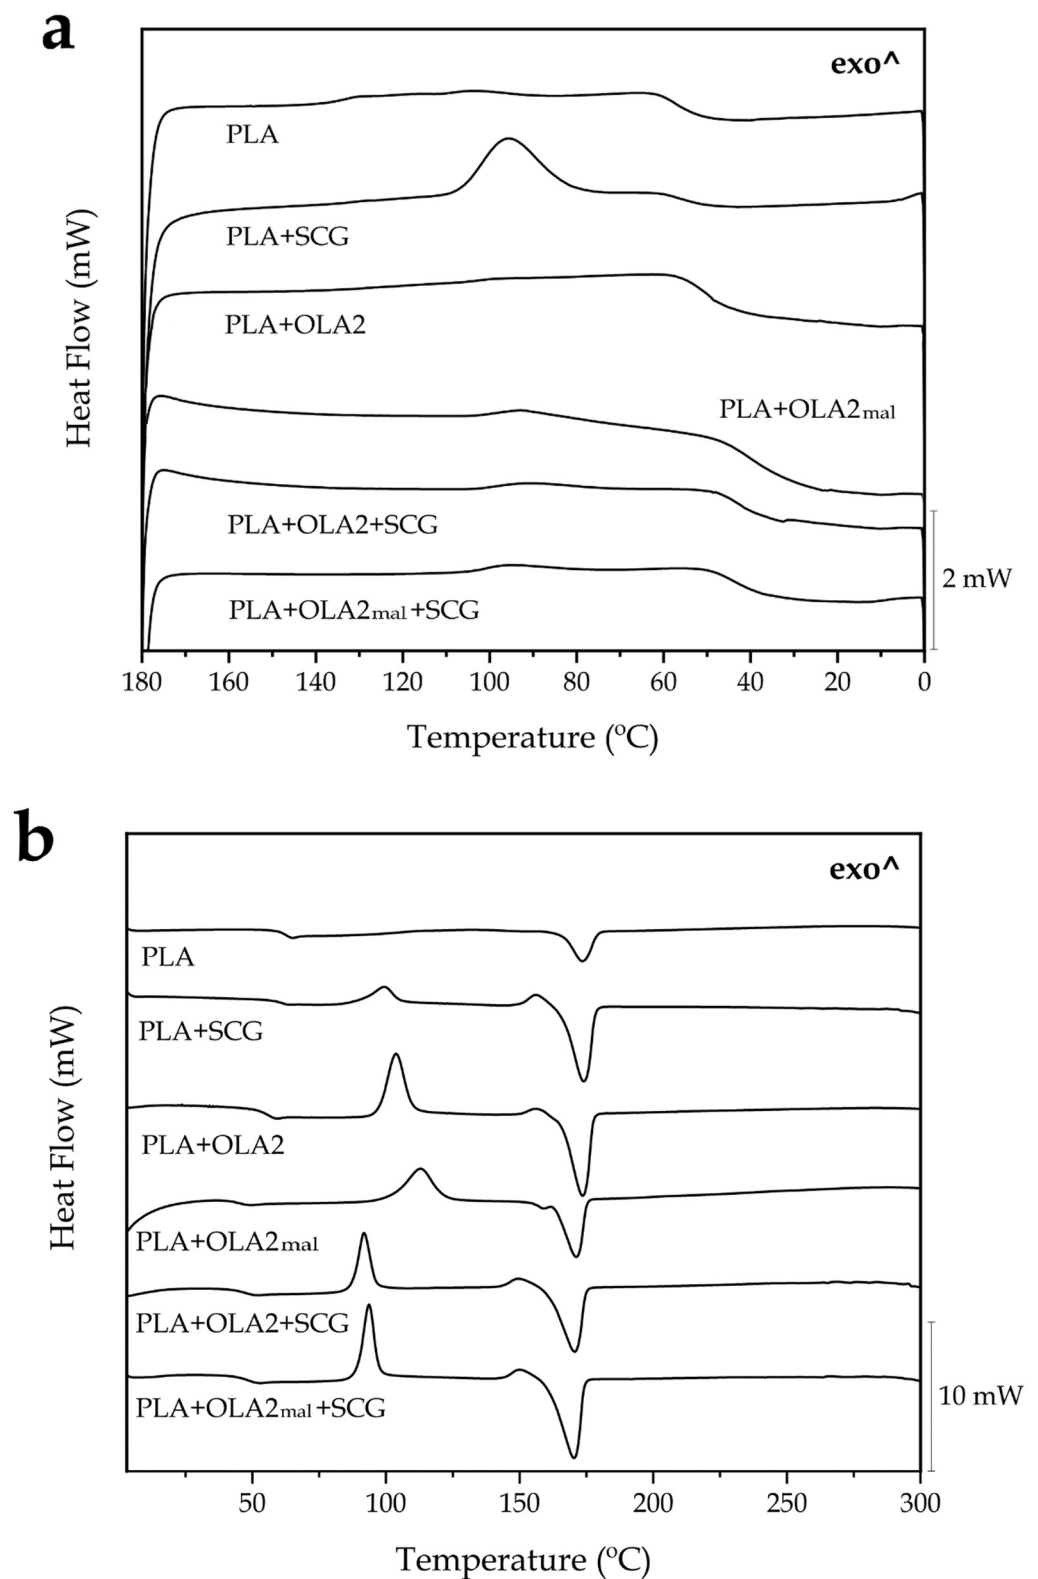 a
exo^
PLA
PLA+SCG
PLA+OLA2
PLA+OLA2mal
PLA+OLA2+SCG
PLA+OLA2mal+SCG
2 mW
Heat Flow (mW)
180 160 140 120 100 80 60 40 20 0
Temperature (ºC)
b
exo^
PLA
PLA+SCG
PLA+OLA2
PLA+OLA2mal
PLA+OLA2+SCG
PLA+OLA2mal+SCG
10 mW
Heat Flow (mW)
50 100 150 200 250 300
Temperature (ºC)